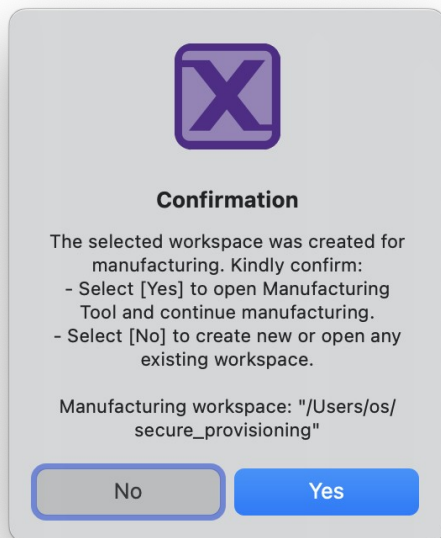 Confirmation
The selected workspace was created for
manufacturing. Kindly confirm:
- Select [Yes] to open Manufacturing
Tool and continue manufacturing.
- Select [No] to create new or open any
existing workspace.
Manufacturing workspace: "/Users/os/
secure_provisioning"
No
Yes